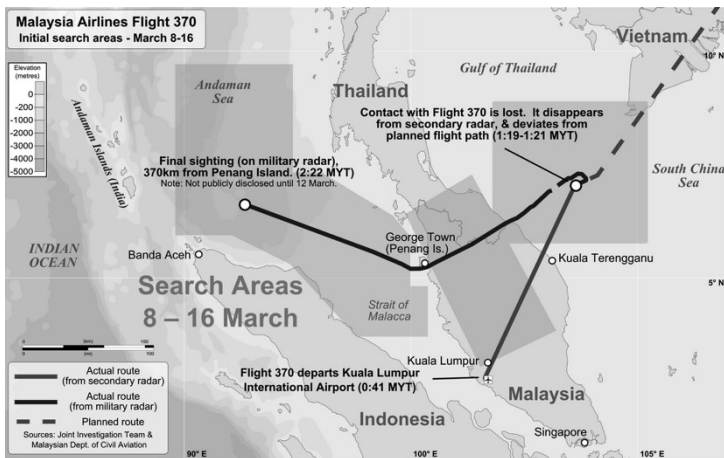 Malaysia Airlines Flight 370
Initial search areas - March 8-16
Elevation
(metres)
0
-1000
-2000
-3000
-4000
-5000
Andaman
Sea
Andaman Islands (India)
Thailand
Gulf of Thailand
Vietnam
10°N
Contact with Flight 370 is lost. It disappears
from secondary radar, & deviates from
planned flight path (1:19-1:21 MYT)
South China
Sea
Final sighting (on military radar),
370km from Penang Island. (2:22 MYT)
Note: Not publicly disclosed until 12 March.
INDIAN
OCEAN
Banda Aceh
George Town
(Penang Is.)
Kuala Terengganu
Search Areas
8 – 16 March
Strait of
Malacca
5°N
Kuala Lumpur
Flight 370 departs Kuala Lumpur
International Airport (0:41 MYT)
Malaysia
Indonesia
Singapore
Actual route
(from secondary radar)
Actual route
(from military radar)
Planned route
Sources: Joint Investigation Team &
Malaysian Dept. of Civil Aviation
90°E
100°E
105°E